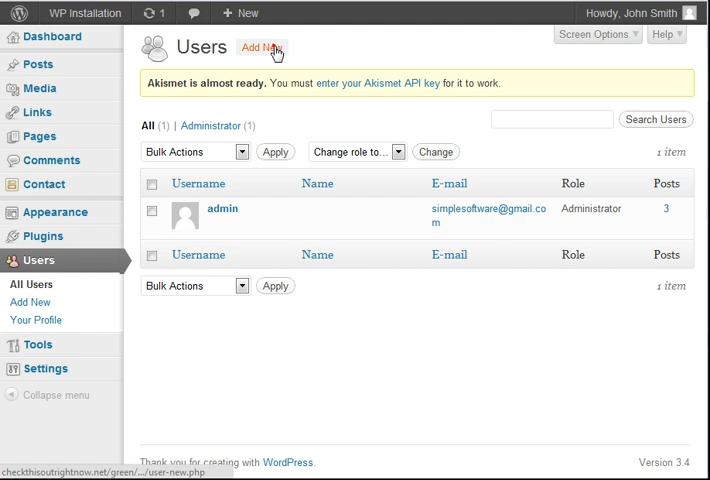 WP Installation 1 + New Howdy, John Smith
Dashboard
Posts
Media
Links
Pages
Comments
Contact
Appearance
Plugins
Users
All Users
Add New
Your Profile
Tools
Settings
Collapse menu
Screen Options Help
Users Add New
Akismet is almost ready. You must enter your Akismet API key for it to work.
All (1) | Administrator (1)
Search Users
Bulk Actions Apply Change role to... Change 1 item
Username Name E-mail Role Posts
admin simplesoftware@gmail.co Administrator 3
m
Username Name E-mail Role Posts
Bulk Actions Apply 1 item
Thank you for creating with WordPress. Version 3.4
checkthisoutrightnow.net/green/.../user-new.php